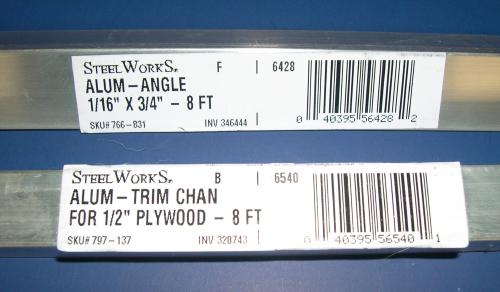 STEELWORKS. F 6428
ALUM-ANGLE
1/16" X 3/4" - 8 FT
SKU# 766-831 INV 346444
0 40395 56428 2
STEELWORKS. B 6540
ALUM-TRIM CHAN
FOR 1/2" PLYWOOD - 8 FT
SKU# 797-137 INV 320743
0 40395 56540 1